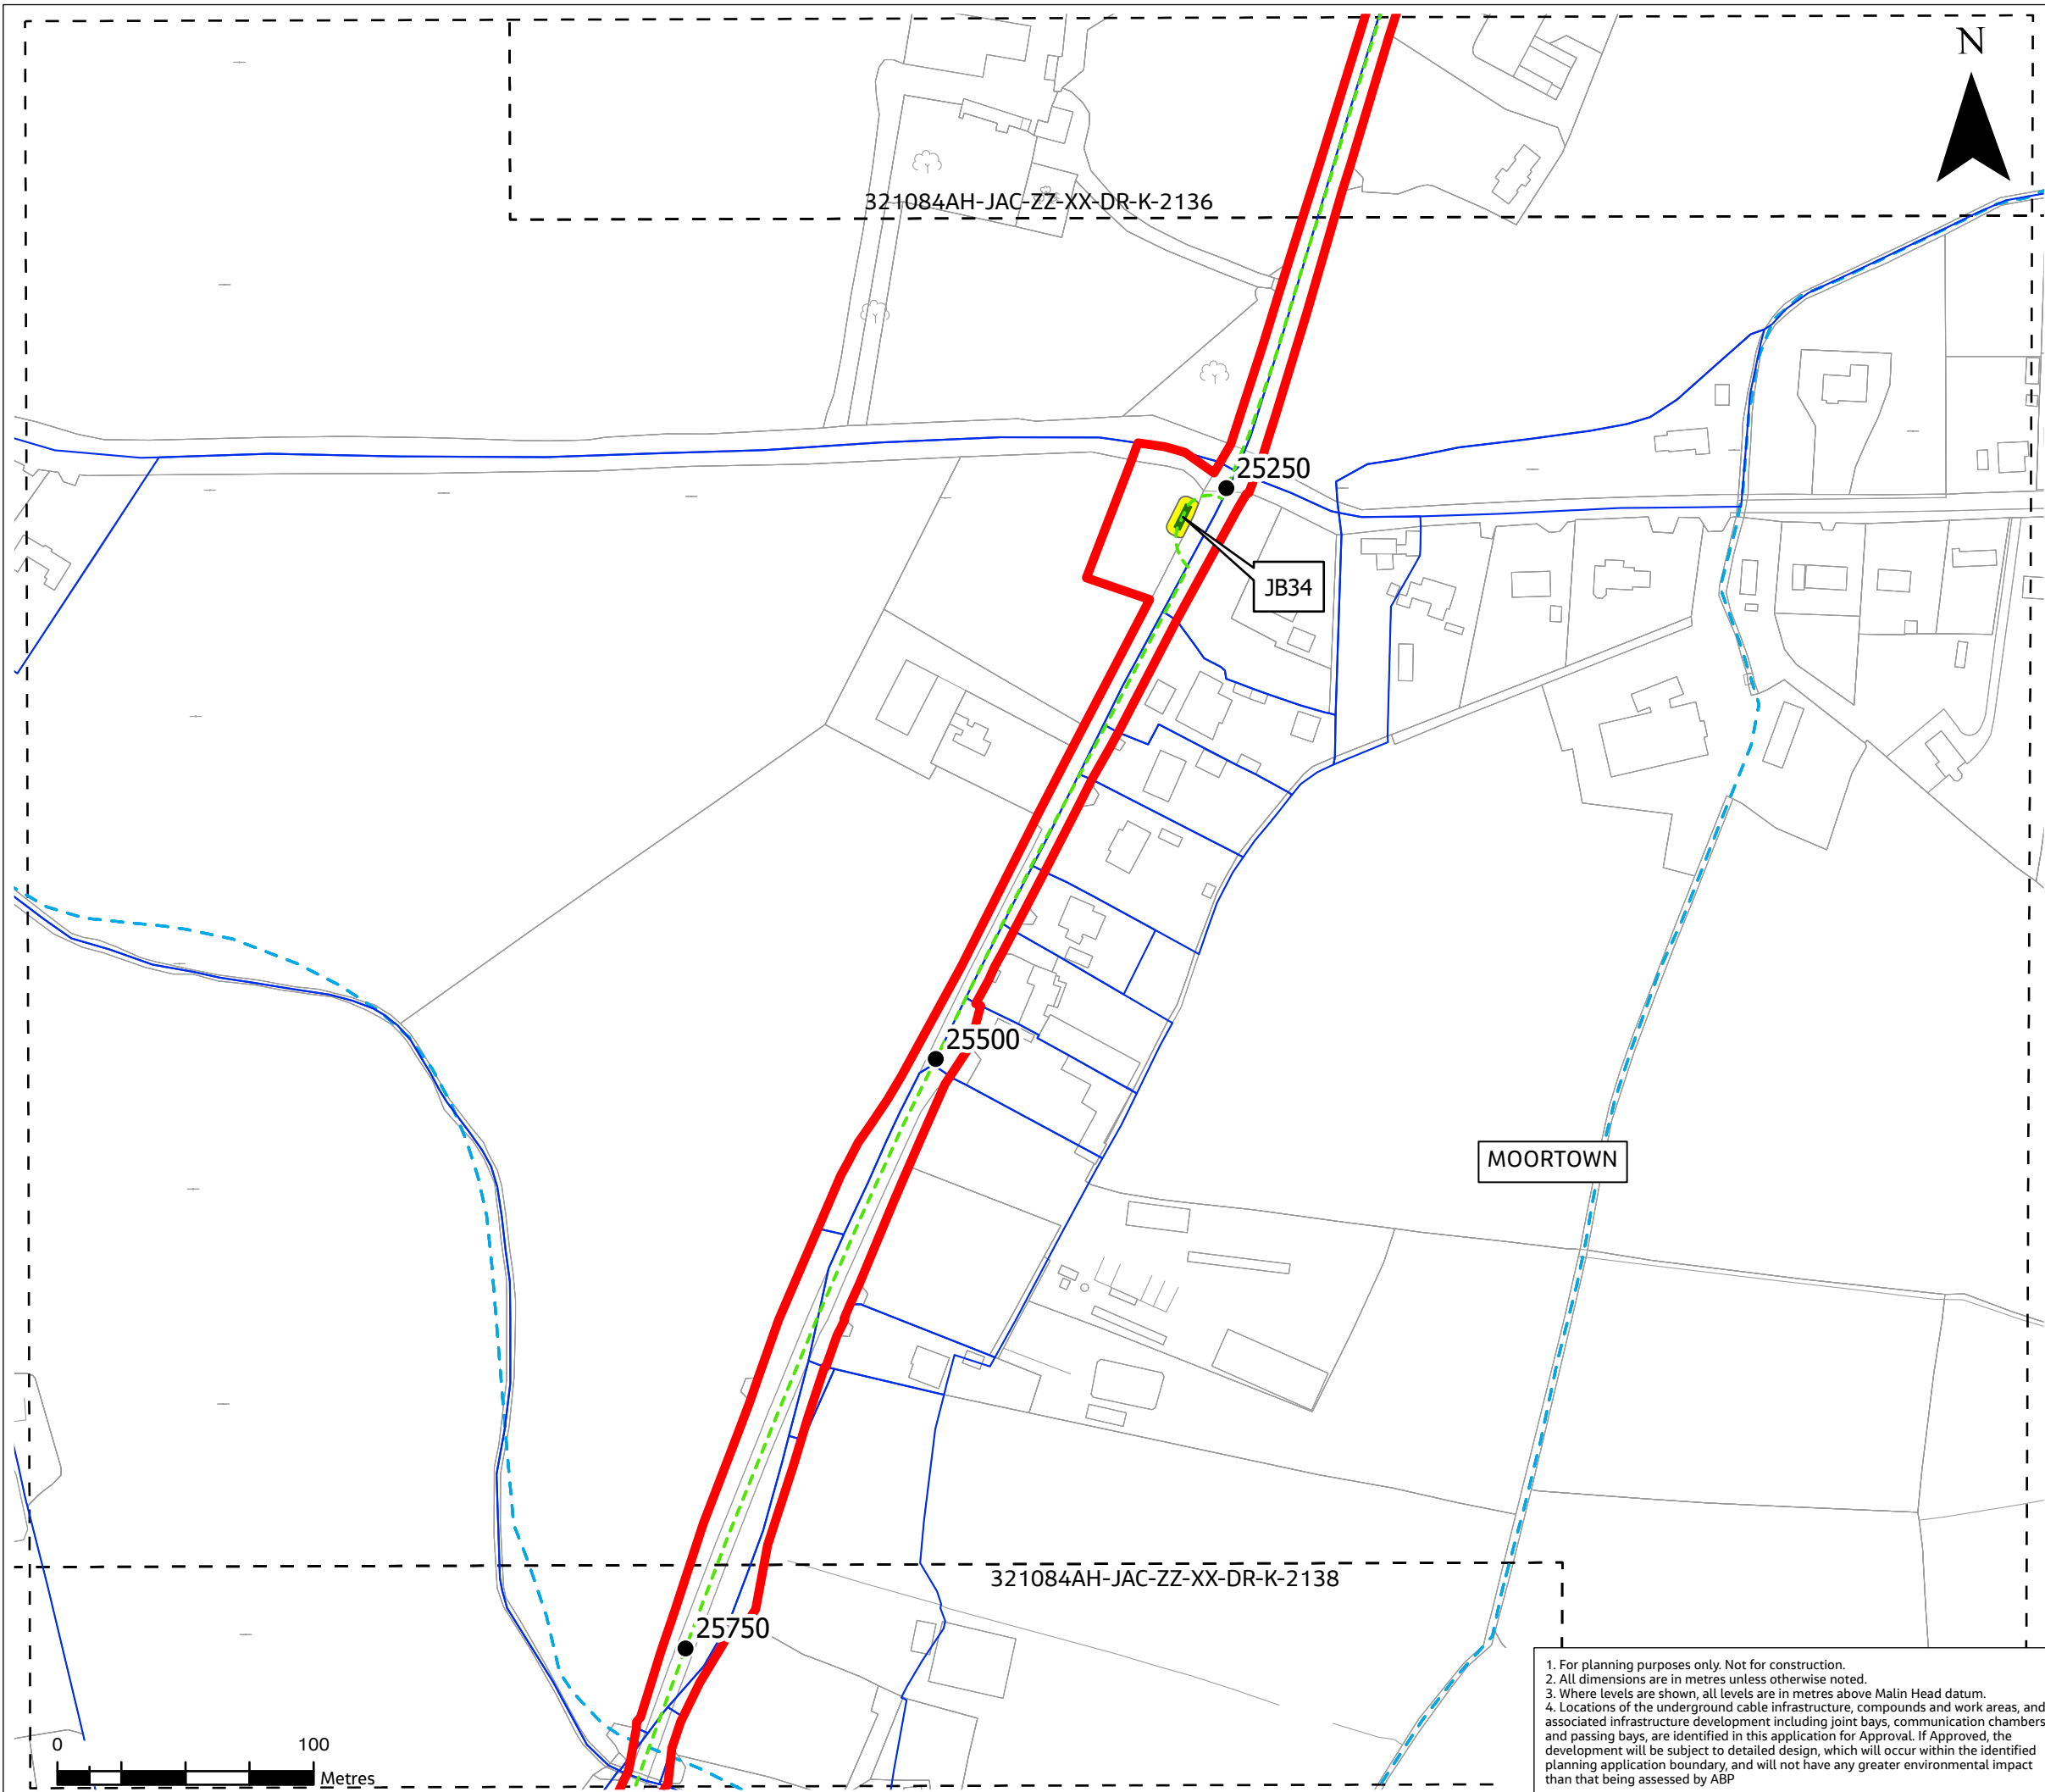 N
321084AH-JAC-ZZ-XX-DR-K-2136
25250
JB34
25500
MOORTOWN
321084AH-JAC-ZZ-XX-DR-K-2138
25750
0 100
Metres
1. For planning purposes only. Not for construction.
2. All dimensions are in metres unless otherwise noted.
3. Where levels are shown, all levels are in metres above Malin Head datum.
4. Locations of the underground cable infrastructure, compounds and work areas, and
associated infrastructure development including joint bays, communication chambers
and passing bays, are identified in this application for Approval. If Approved, the
development will be subject to detailed design, which will occur within the identified
planning application boundary, and will not have any greater environmental impact
than that being assessed by ABP